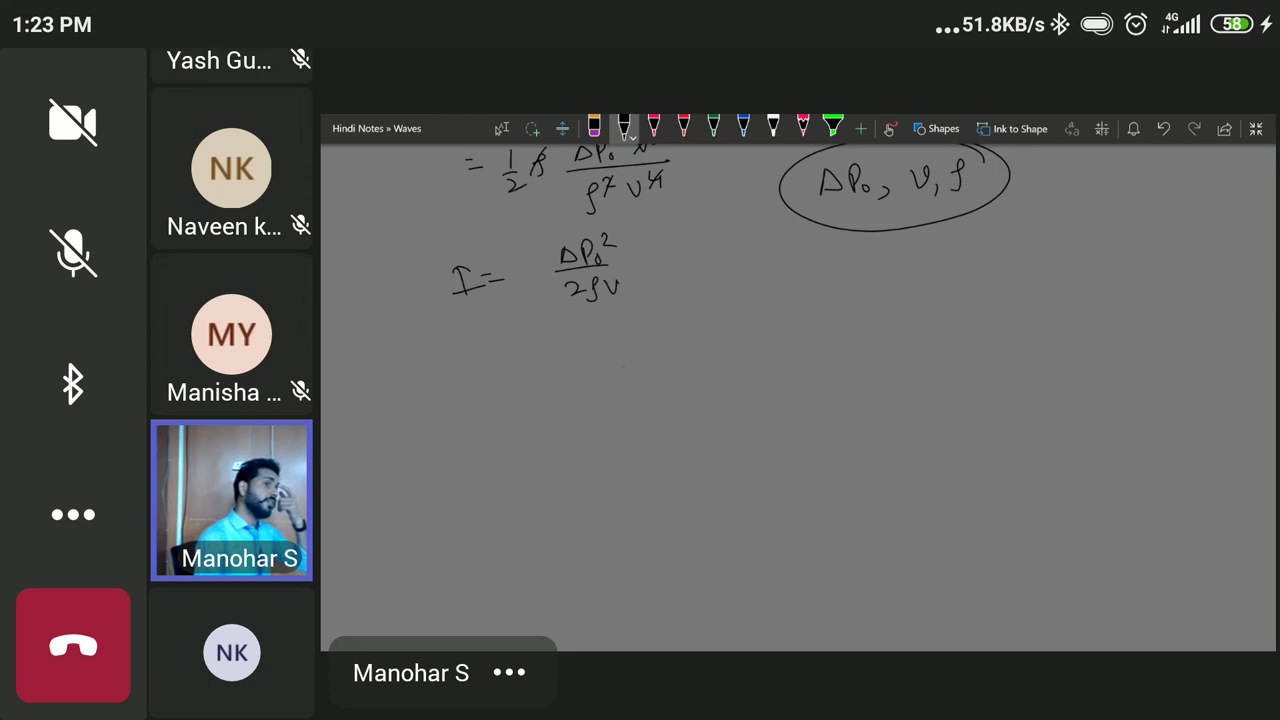 1:23 PM
...51.8KB/s 4G 58
Yash Gu...
Hindi Notes » Waves
Shapes
Ink to Shape
NK
Naveen k...
= 1/2 ρ ΔP₀ / ρ² v⁴
ΔP₀, v, ρ
I = ΔP₀² / 2ρv
MY
Manisha ...
Manohar S
NK
Manohar S